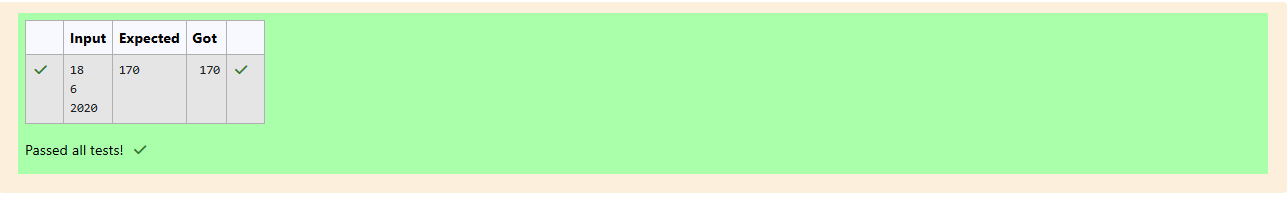 Input Expected Got
18 170 170
6
2020
Passed all tests!